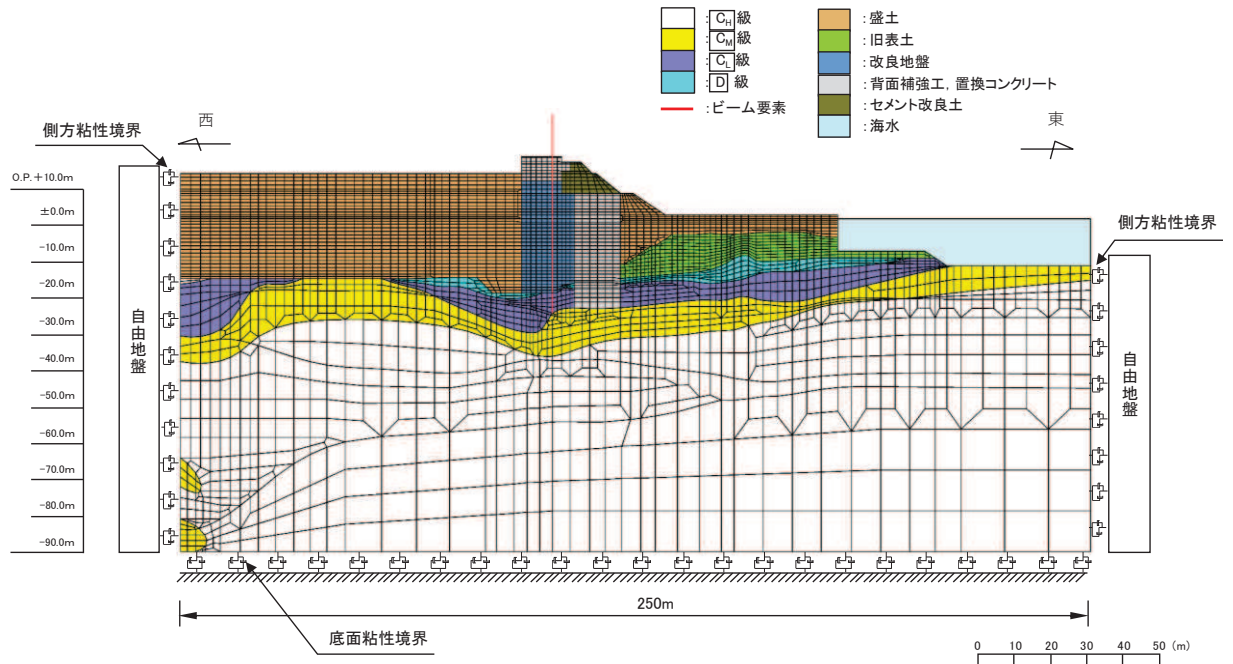 :C_H級
:C_M級
:C_L級
:D級
:ビーム要素
:盛土
:旧表土
:改良地盤
:背面補強工，置換コンクリート
:セメント改良土
:海水
西
東
側方粘性境界
側方粘性境界
O.P.+10.0m
±0.0m
-10.0m
-20.0m
-30.0m
-40.0m
-50.0m
-60.0m
-70.0m
-80.0m
-90.0m
自由地盤
自由地盤
250m
底面粘性境界
0 10 20 30 40 50 (m)